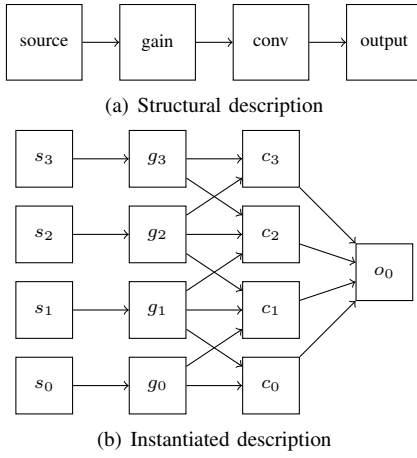 source gain conv output
(a) Structural description
s₃ g₃ c₃
s₂ g₂ c₂
o₀
s₁ g₁ c₁
s₀ g₀ c₀
(b) Instantiated description